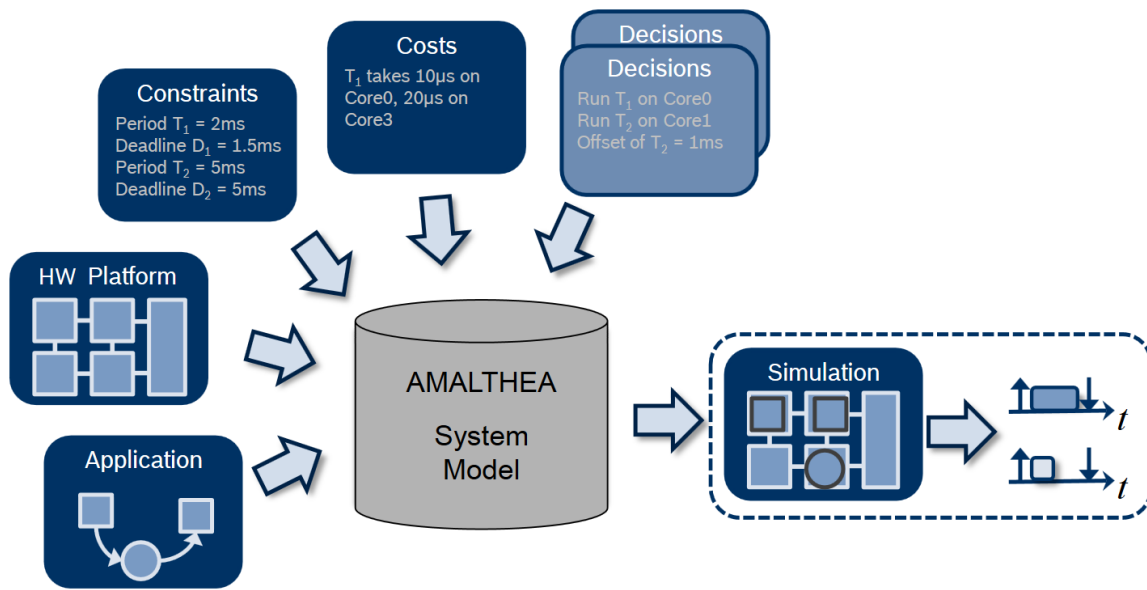 Constraints
Period T₁ = 2ms
Deadline D₁ = 1.5ms
Period T₂ = 5ms
Deadline D₂ = 5ms
Costs
T₁ takes 10µs on
Core0, 20µs on
Core3
Decisions
Decisions
Run T₁ on Core0
Run T₂ on Core1
Offset of T₂ = 1ms
HW Platform
Application
AMALTHEA
System
Model
Simulation
t
t